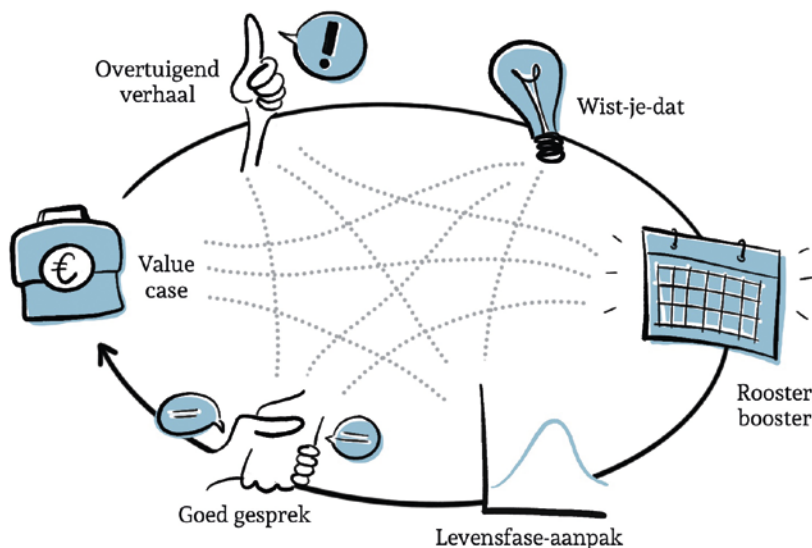 Overtuigend
verhaal
!
Wist-je-dat
€
Value
case
Rooster
booster
Goed gesprek
Levensfase-aanpak